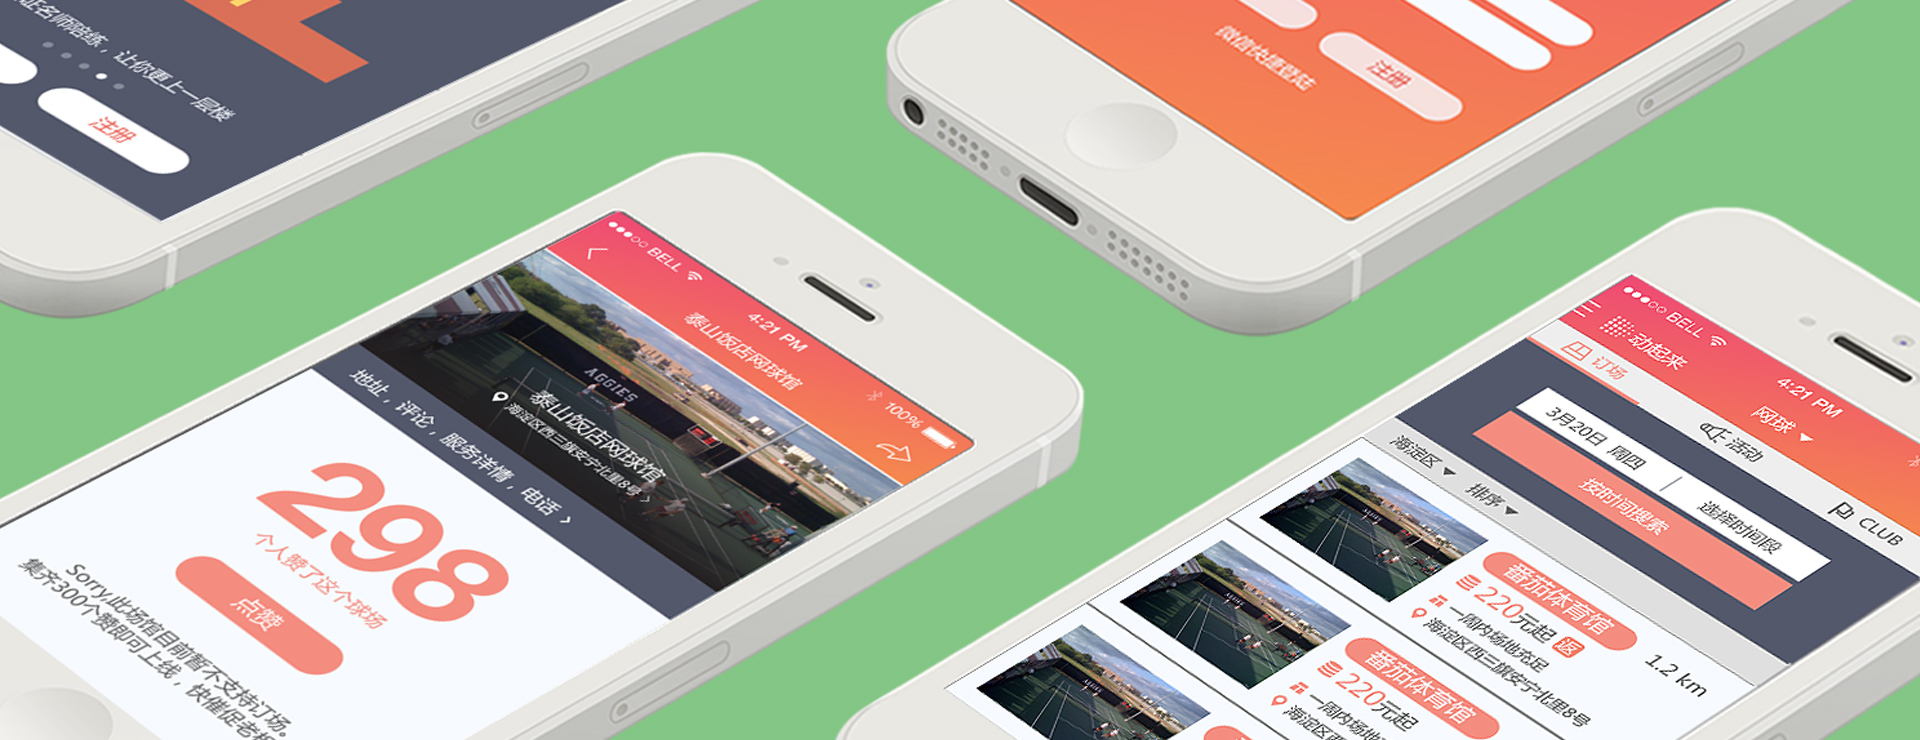 证名师陪练，让你更上一层楼
注册
微信快捷登陆
注册
BELL
4:21 PM
100%
泰山饭店网球馆
AGGIES
泰山饭店网球馆
海淀区西三旗安宁北里8号 >
地址，评论，服务详情，电话 >
298
个人赞了这个球场
点赞
Sorry,此场馆目前暂不支持订场。
集齐300个赞即可上线，快催促老板
BELL
4:21 PM
动起来
网球
订场
活动
CLUB
3月20日 周四
选择时间段
按时间搜索
海淀区
排序
番茄体育馆
220元起 返
一周内场地充足
海淀区西三旗安宁北里8号
1.2 km
番茄体育馆
220元起
一周内场地
海淀区西三旗